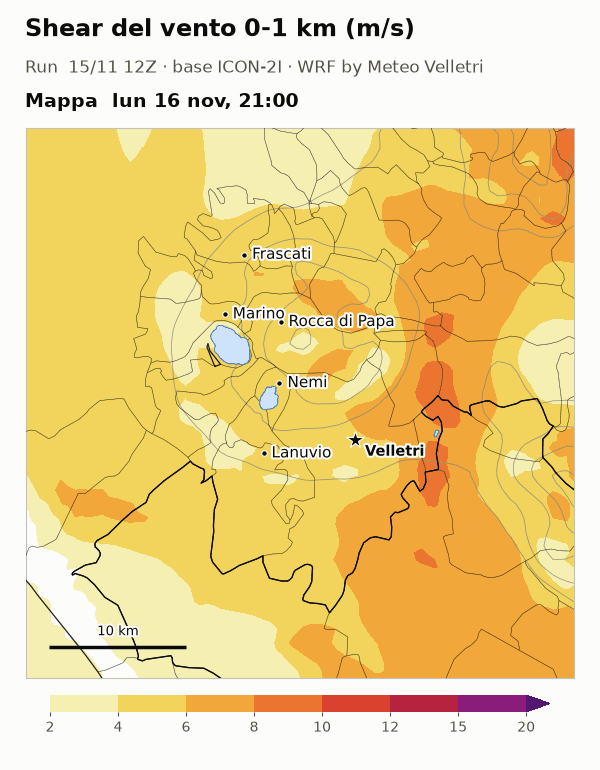 Shear del vento 0-1 km (m/s)
Run  15/11 12Z · base ICON-2I · WRF by Meteo Velletri
Mappa  lun 16 nov, 21:00
Frascati
Marino
Rocca di Papa
Nemi
Velletri
Lanuvio
10 km
2 4 6 8 10 12 15 20